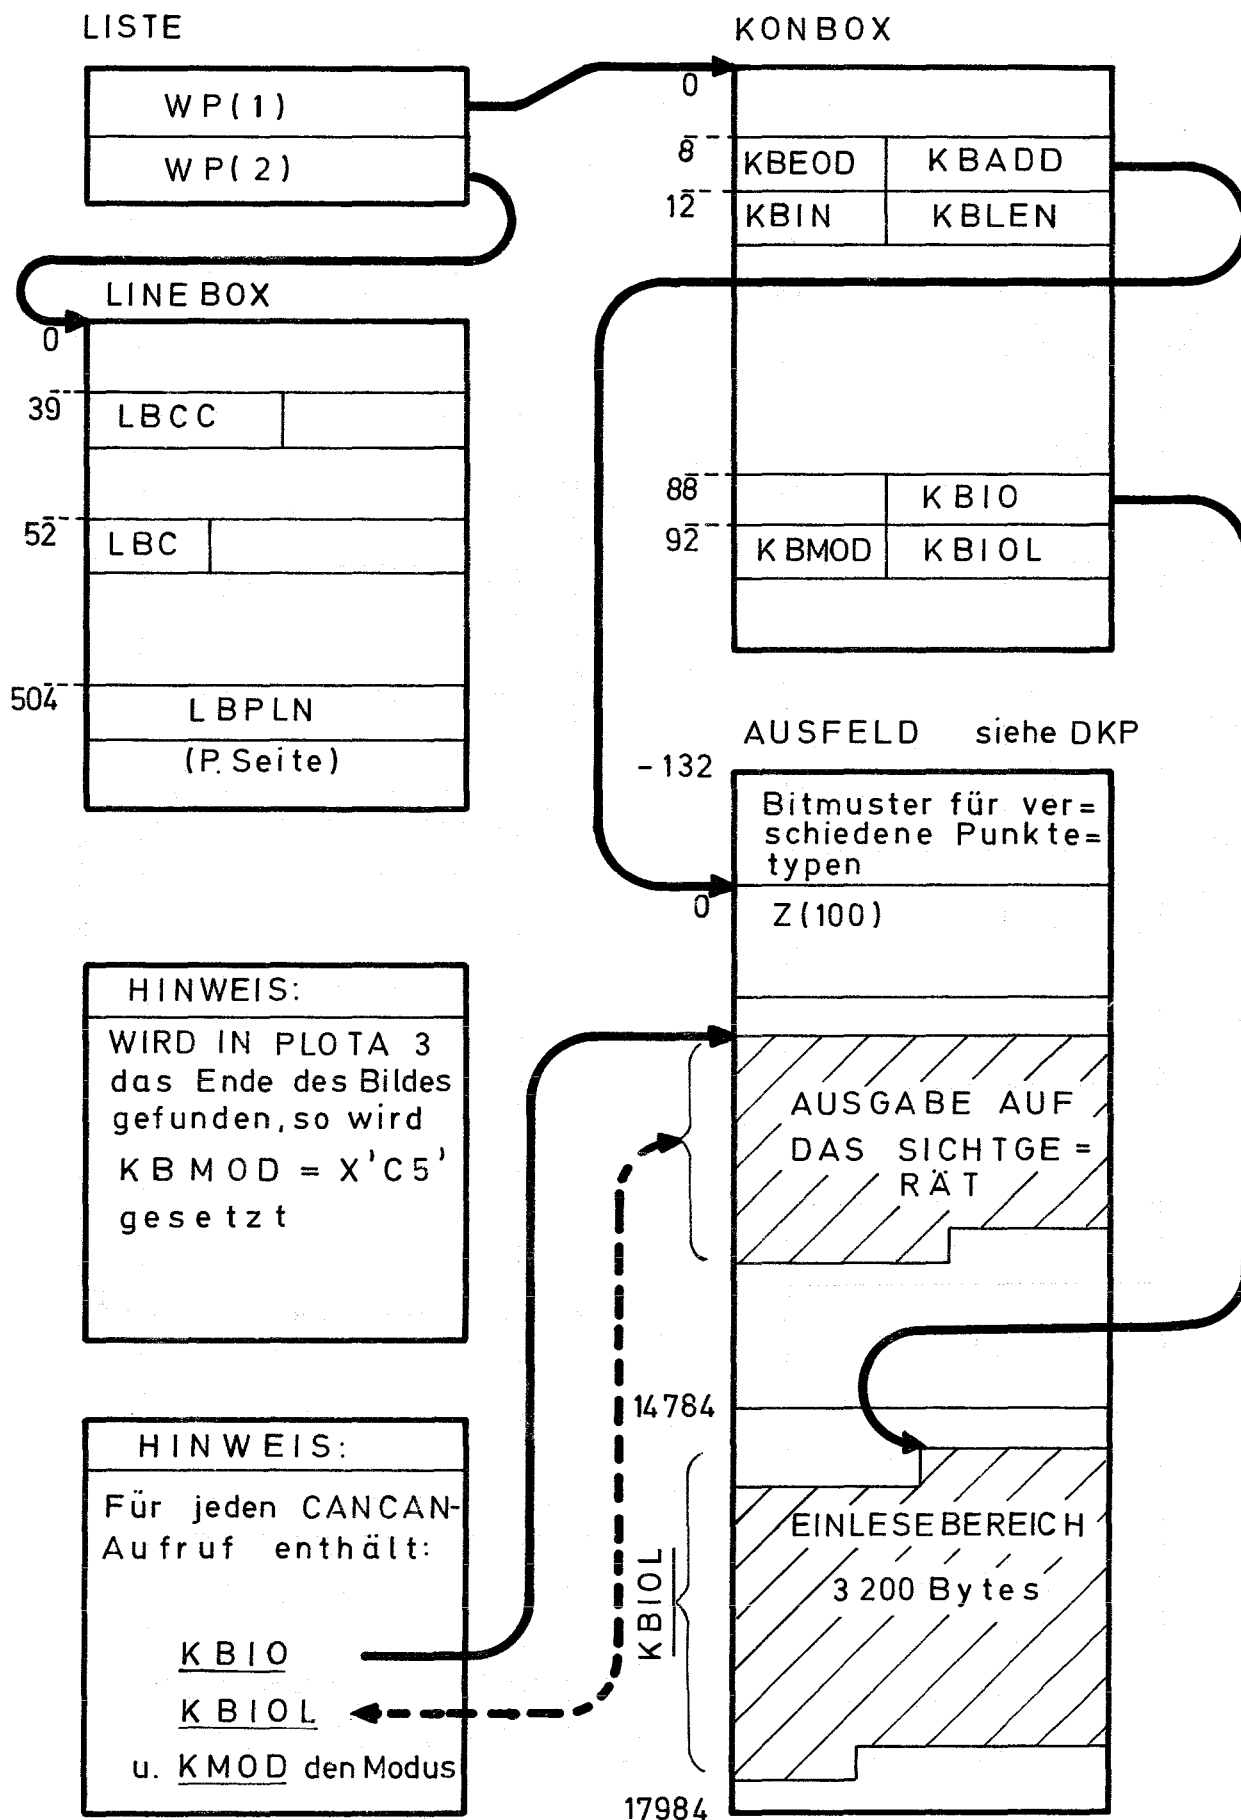 LISTE
WP(1)
WP(2)
KONBOX
0
8
KBEOD KBADD
12
KBIN KBLEN
88
KBIO
92
KBMOD KBIOL
LINEBOX
0
39
LBCC
52
LBC
504
LBPLN
(P.Seite)
AUSFELD siehe DKP
-132
Bitmuster für ver=
schiedene Punkte=
typen
0
Z(100)
AUSGABE AUF
DAS SICHTGE=
RÄT
14784
EINLESEBEREICH
3200 Bytes
KBIOL
17984
HINWEIS:
WIRD IN PLOTA 3
das Ende des Bildes
gefunden, so wird
KBMOD = X'C5'
gesetzt
HINWEIS:
Für jeden CANCAN-
Aufruf enthält:
KBIO
KBIOL
u. KMOD den Modus